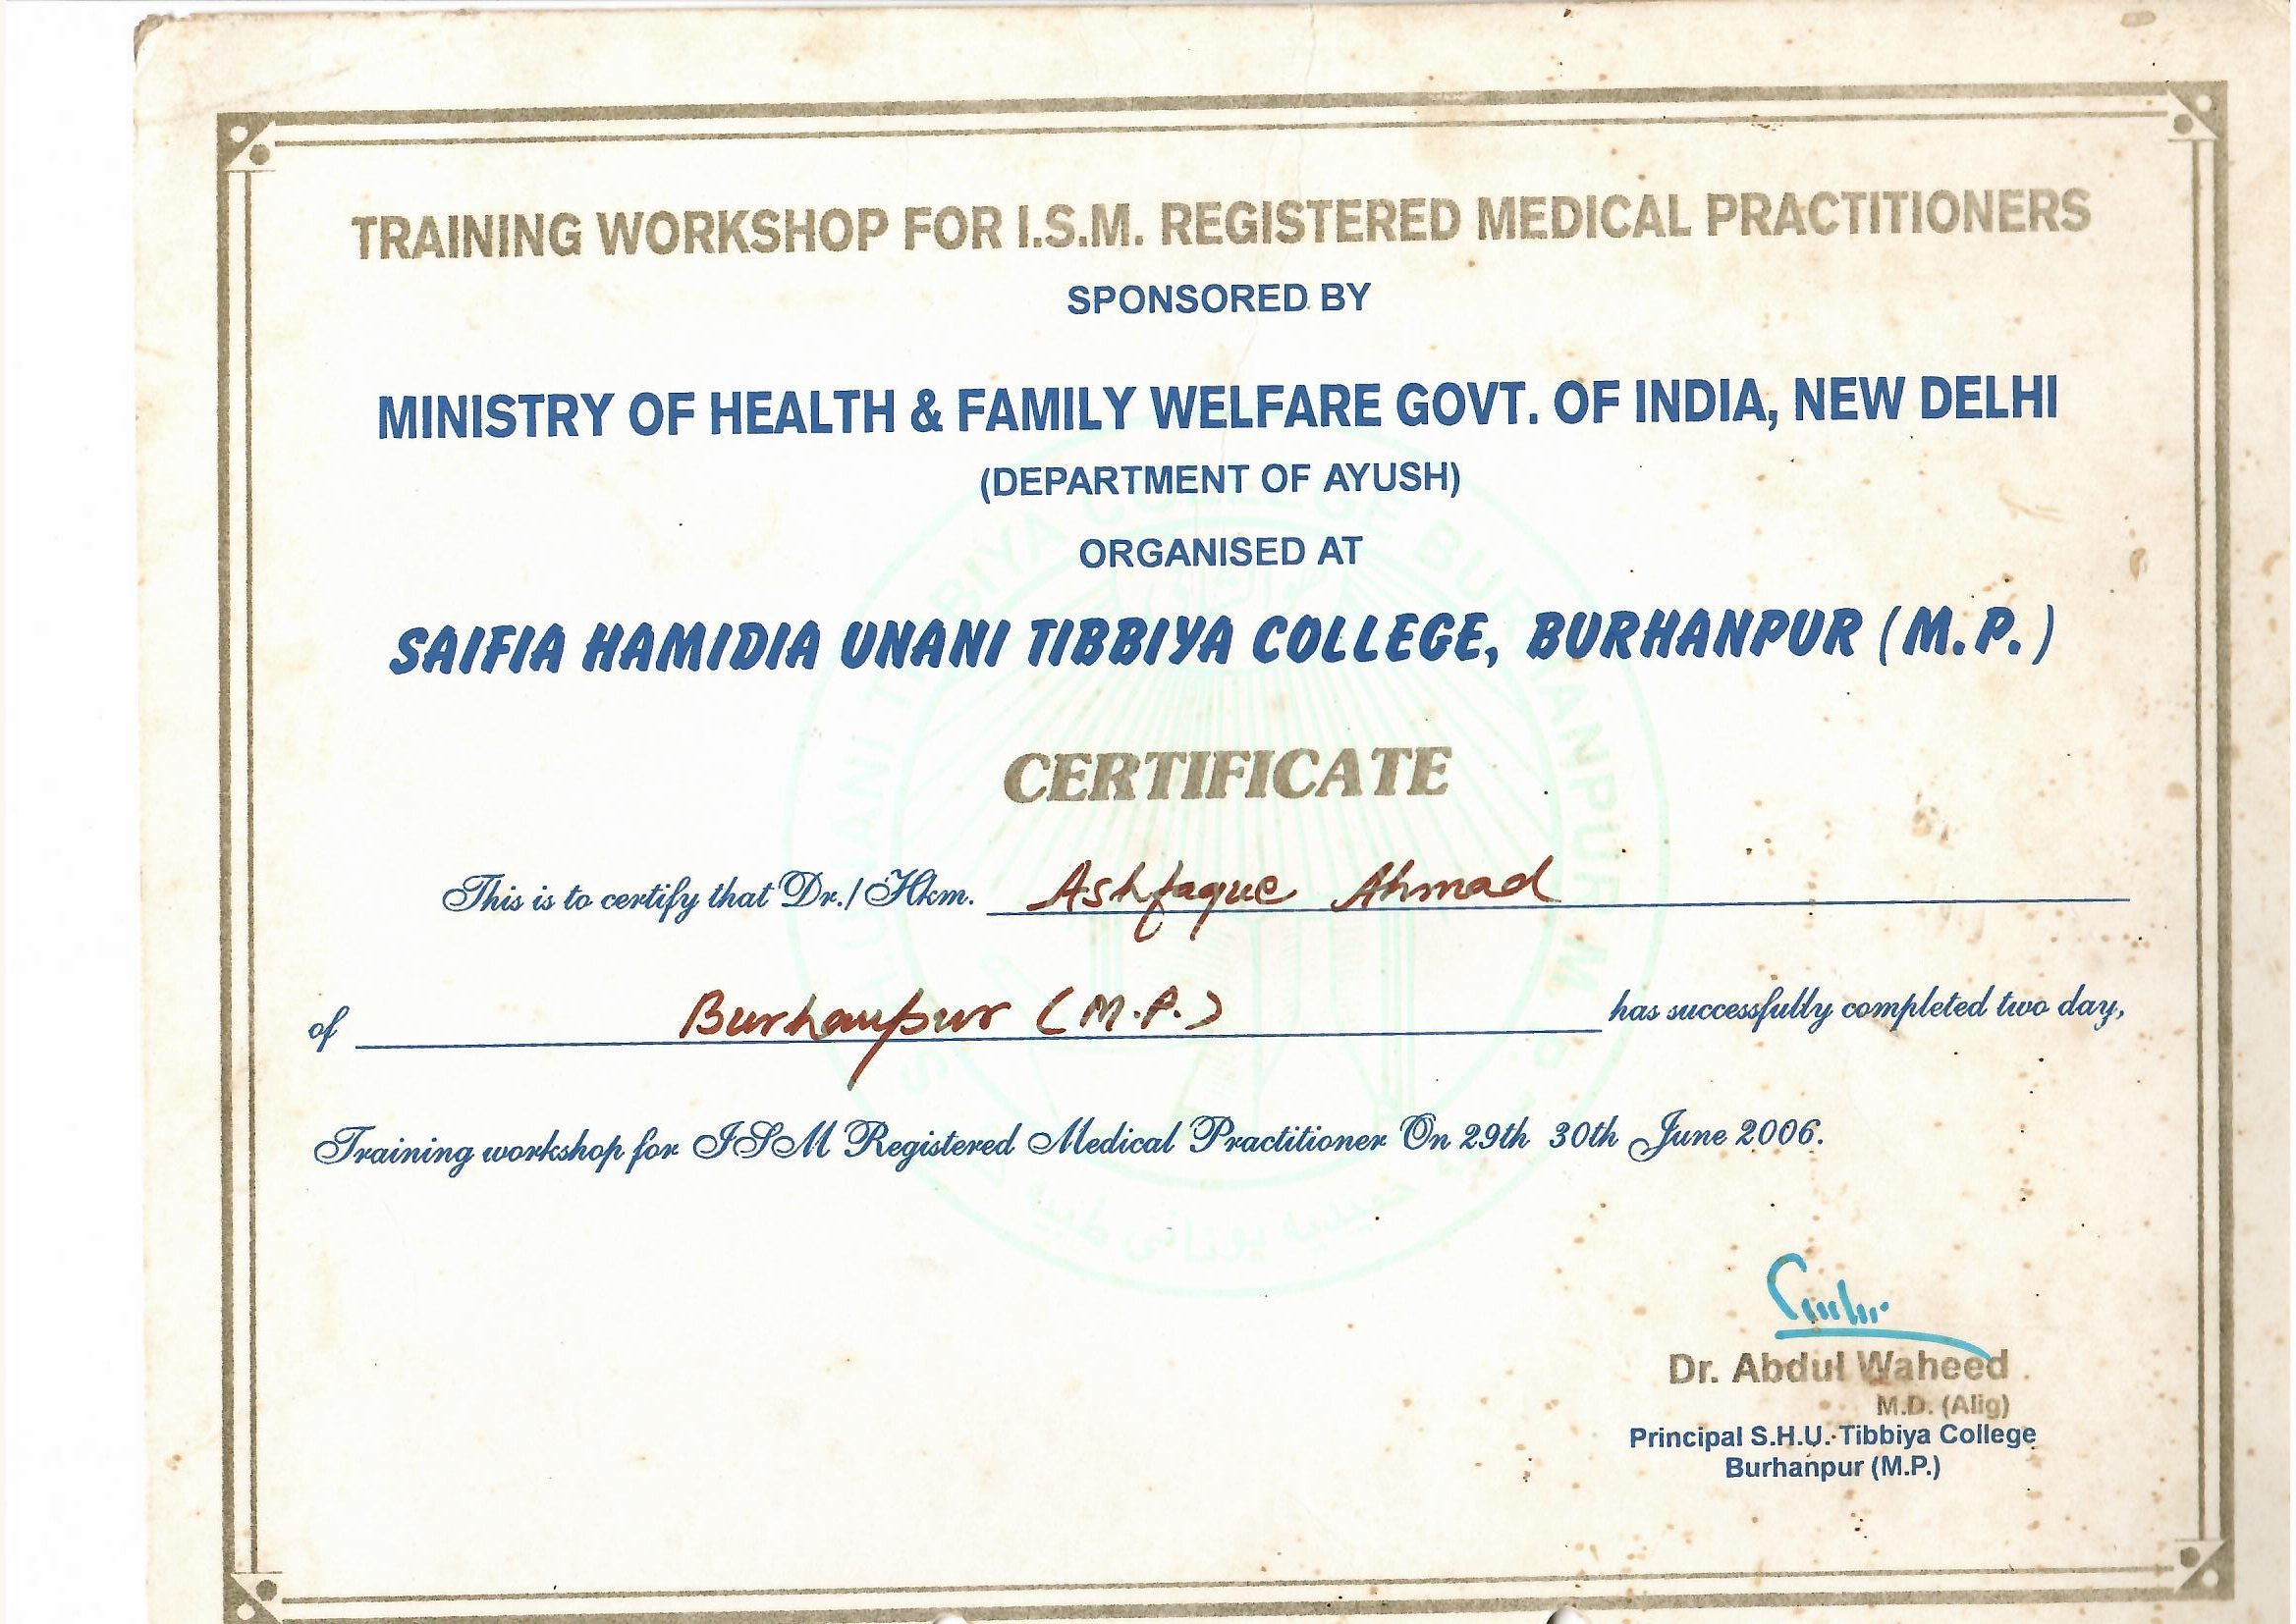 TRAINING WORKSHOP FOR I.S.M. REGISTERED MEDICAL PRACTITIONERS
SPONSORED BY
MINISTRY OF HEALTH & FAMILY WELFARE GOVT. OF INDIA, NEW DELHI
(DEPARTMENT OF AYUSH)
ORGANISED AT
SAIFIA HAMIDIA UNANI TIBBIYA COLLEGE, BURHANPUR (M.P.)
CERTIFICATE
This is to certify that Dr./Hkm. Ashfaque Ahmad
of Burhanpur (M.P.) has successfully completed two day,
Training workshop for ISM Registered Medical Practitioner On 29th 30th June 2006.
Dr. Abdul Waheed
M.D. (Alig)
Principal S.H.U. Tibbiya College
Burhanpur (M.P.)